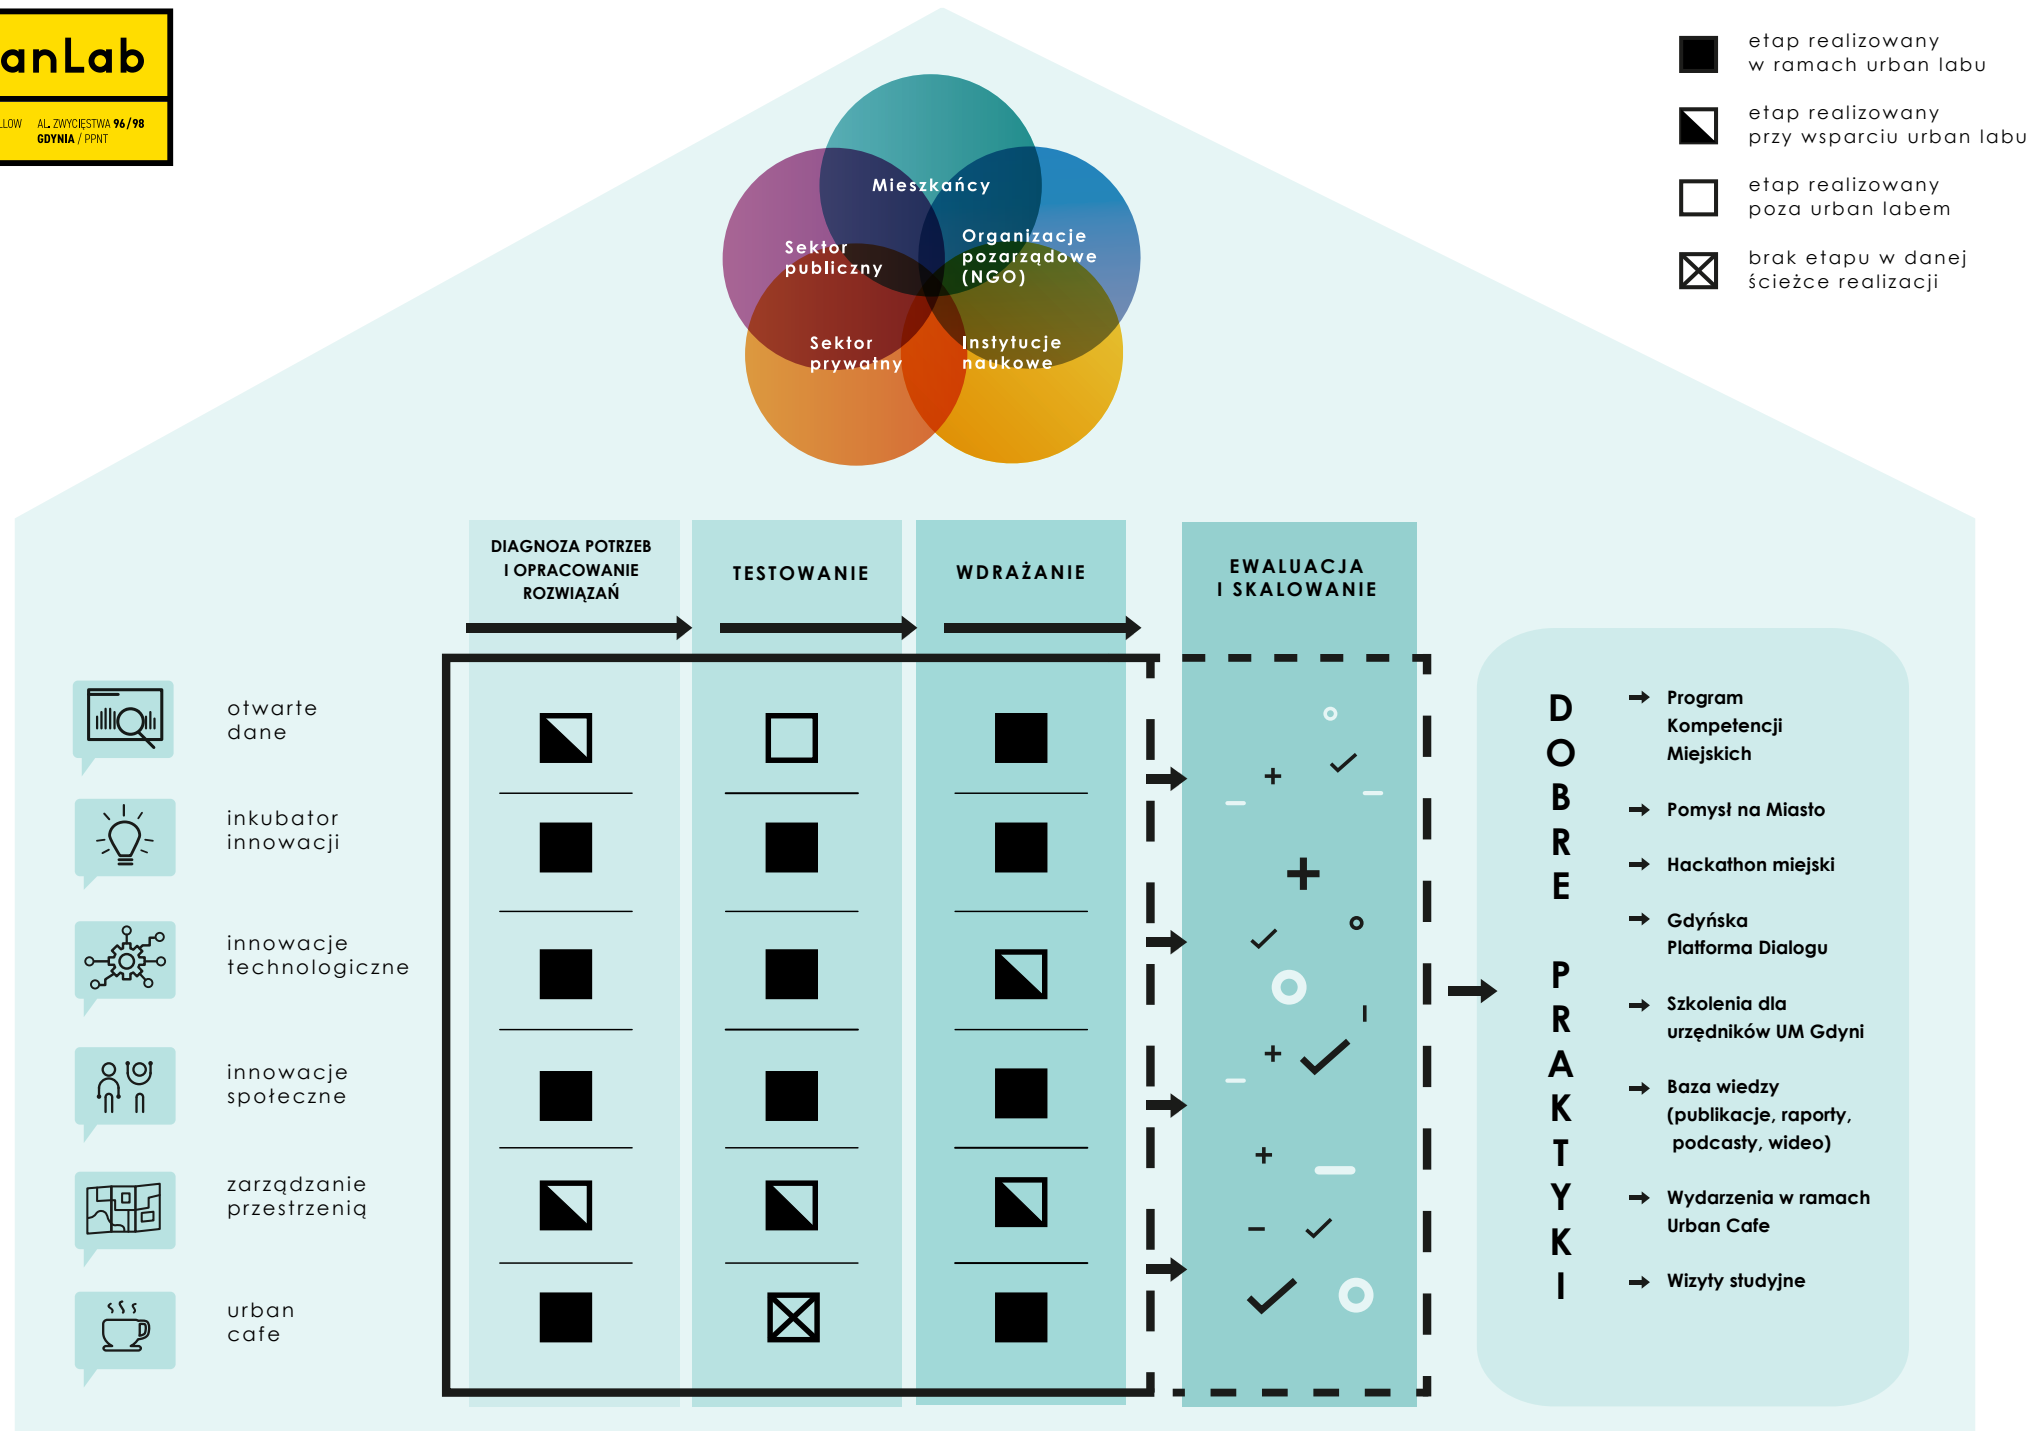 anLab
LLOW AL. ZWYCIĘSTWA 96/98
GDYNIA / PPNT
etap realizowany
w ramach urban labu
etap realizowany
przy wsparciu urban labu
etap realizowany
poza urban labem
brak etapu w danej
ścieżce realizacji
Mieszkańcy
Sektor
publiczny
Organizacje
pozarządowe
(NGO)
Sektor
prywatny
Instytucje
naukowe
DIAGNOZA POTRZEB
I OPRACOWANIE
ROZWIĄZAŃ
TESTOWANIE
WDRAŻANIE
EWALUACJA
I SKALOWANIE
otwarte
dane
inkubator
innowacji
innowacje
technologiczne
innowacje
społeczne
zarządzanie
przestrzenią
urban
cafe
DOBRE PRAKTYKI
Program
Kompetencji
Miejskich
Pomysł na Miasto
Hackathon miejski
Gdyńska
Platforma Dialogu
Szkolenia dla
urzędników UM Gdyni
Baza wiedzy
(publikacje, raporty,
podcasty, wideo)
Wydarzenia w ramach
Urban Cafe
Wizyty studyjne